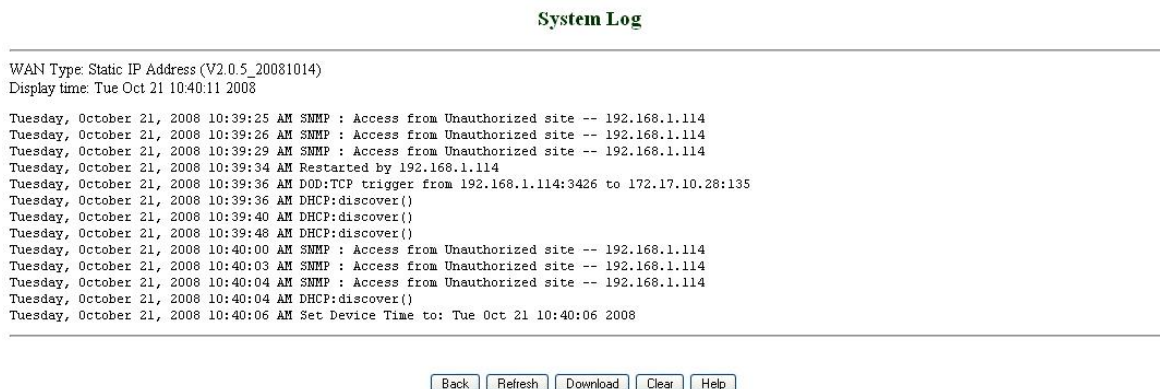 System Log
WAN Type: Static IP Address (V2.0.5_20081014)
Display time: Tue Oct 21 10:40:11 2008
Tuesday, October 21, 2008 10:39:25 AM SNMP : Access from Unauthorized site -- 192.168.1.114
Tuesday, October 21, 2008 10:39:26 AM SNMP : Access from Unauthorized site -- 192.168.1.114
Tuesday, October 21, 2008 10:39:29 AM SNMP : Access from Unauthorized site -- 192.168.1.114
Tuesday, October 21, 2008 10:39:34 AM Restarted by 192.168.1.114
Tuesday, October 21, 2008 10:39:36 AM DOD:TCP trigger from 192.168.1.114:3426 to 172.17.10.28:135
Tuesday, October 21, 2008 10:39:36 AM DHCP:discover()
Tuesday, October 21, 2008 10:39:40 AM DHCP:discover()
Tuesday, October 21, 2008 10:39:48 AM DHCP:discover()
Tuesday, October 21, 2008 10:40:00 AM SNMP : Access from Unauthorized site -- 192.168.1.114
Tuesday, October 21, 2008 10:40:03 AM SNMP : Access from Unauthorized site -- 192.168.1.114
Tuesday, October 21, 2008 10:40:04 AM SNMP : Access from Unauthorized site -- 192.168.1.114
Tuesday, October 21, 2008 10:40:04 AM DHCP:discover()
Tuesday, October 21, 2008 10:40:06 AM Set Device Time to: Tue Oct 21 10:40:06 2008
Back Refresh Download Clear Help